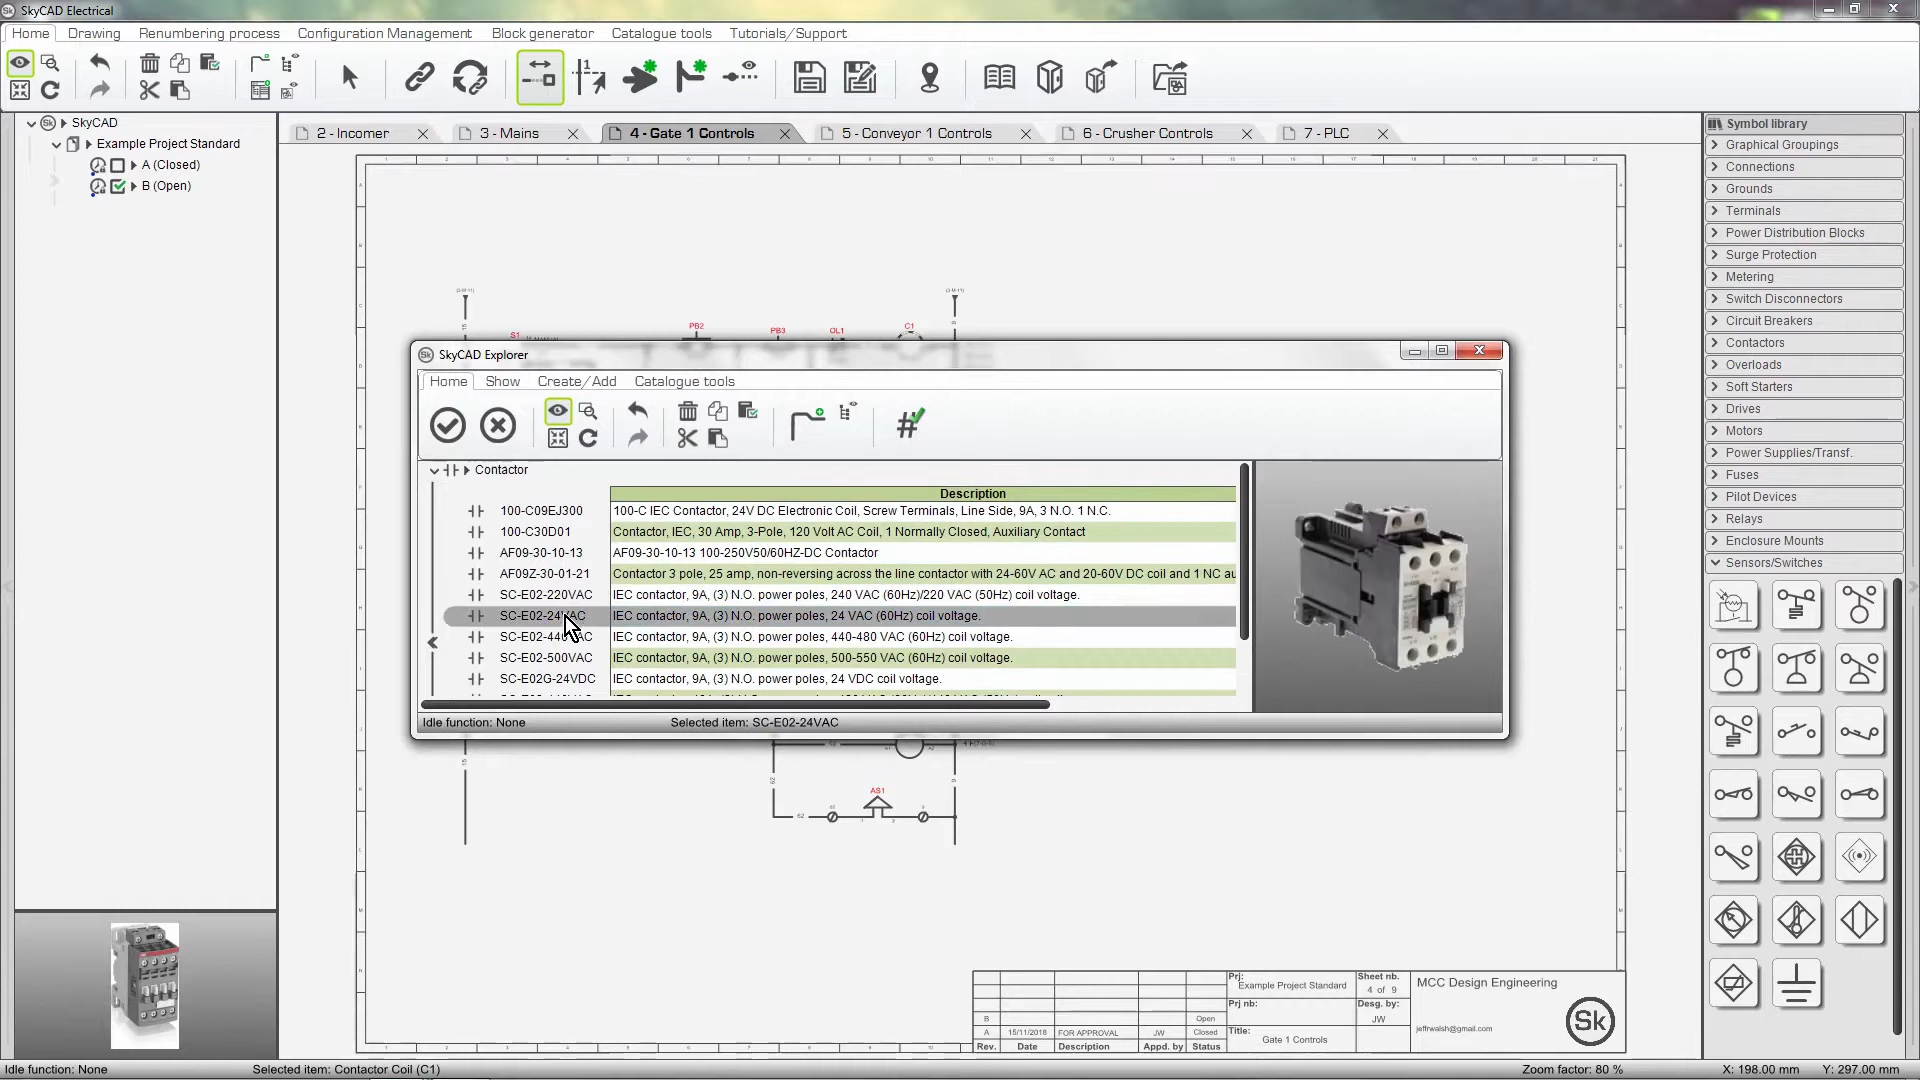 SkyCAD Electrical
Home Drawing Renumbering process Configuration Management Block generator Catalogue tools Tutorials/Support
SkyCAD
Example Project Standard
A (Closed)
B (Open)
2 - Incomer
3 - Mains
4 - Gate 1 Controls
5 - Conveyor 1 Controls
6 - Crusher Controls
7 - PLC
S1
PB2
PB3
OL1
C1
SkyCAD Explorer
Home Show Create/Add Catalogue tools
Contactor
Description
100-C09EJ300 100-C IEC Contactor, 24V DC Electronic Coil, Screw Terminals, Line Side, 9A, 3 N.O. 1 N.C.
100-C30D01 Contactor, IEC, 30 Amp, 3-Pole, 120 Volt AC Coil, 1 Normally Closed, Auxiliary Contact
AF09-30-10-13 AF09-30-10-13 100-250V50/60HZ-DC Contactor
AF09Z-30-01-21 Contactor 3 pole, 25 amp, non-reversing across the line contactor with 24-60V AC and 20-60V DC coil and 1 NC au
SC-E02-220VAC IEC contactor, 9A, (3) N.O. power poles, 240 VAC (60Hz)/220 VAC (50Hz) coil voltage.
SC-E02-24VAC IEC contactor, 9A, (3) N.O. power poles, 24 VAC (60Hz) coil voltage.
SC-E02-440VAC IEC contactor, 9A, (3) N.O. power poles, 440-480 VAC (60Hz) coil voltage.
SC-E02-500VAC IEC contactor, 9A, (3) N.O. power poles, 500-550 VAC (60Hz) coil voltage.
SC-E02G-24VDC IEC contactor, 9A, (3) N.O. power poles, 24 VDC coil voltage.
Idle function: None Selected item: SC-E02-24VAC
AS1
62
Symbol library
Graphical Groupings
Connections
Grounds
Terminals
Power Distribution Blocks
Surge Protection
Metering
Switch Disconnectors
Circuit Breakers
Contactors
Overloads
Soft Starters
Drives
Motors
Power Supplies/Transf.
Fuses
Pilot Devices
Relays
Enclosure Mounts
Sensors/Switches
B Open
A 15/11/2018 FOR APPROVAL JW Closed
Rev. Date Description Appd. by Status
Prj:
Example Project Standard
Prj nb:
Title:
Gate 1 Controls
Sheet nb.
4 of 9
Desg. by:
JW
MCC Design Engineering
jeffrwalsh@gmail.com
Sk
Idle function: None Selected item: Contactor Coil (C1) Zoom factor: 80 % X: 198.00 mm Y: 297.00 mm